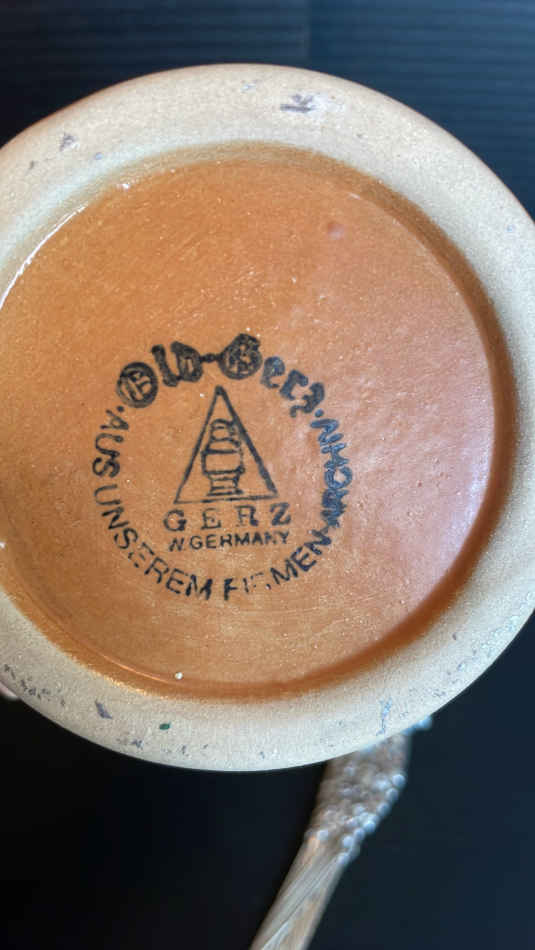 Old-Gerz
·AUS UNSEREM FIRMEN-ARCHIV·
GERZ
W.GERMANY